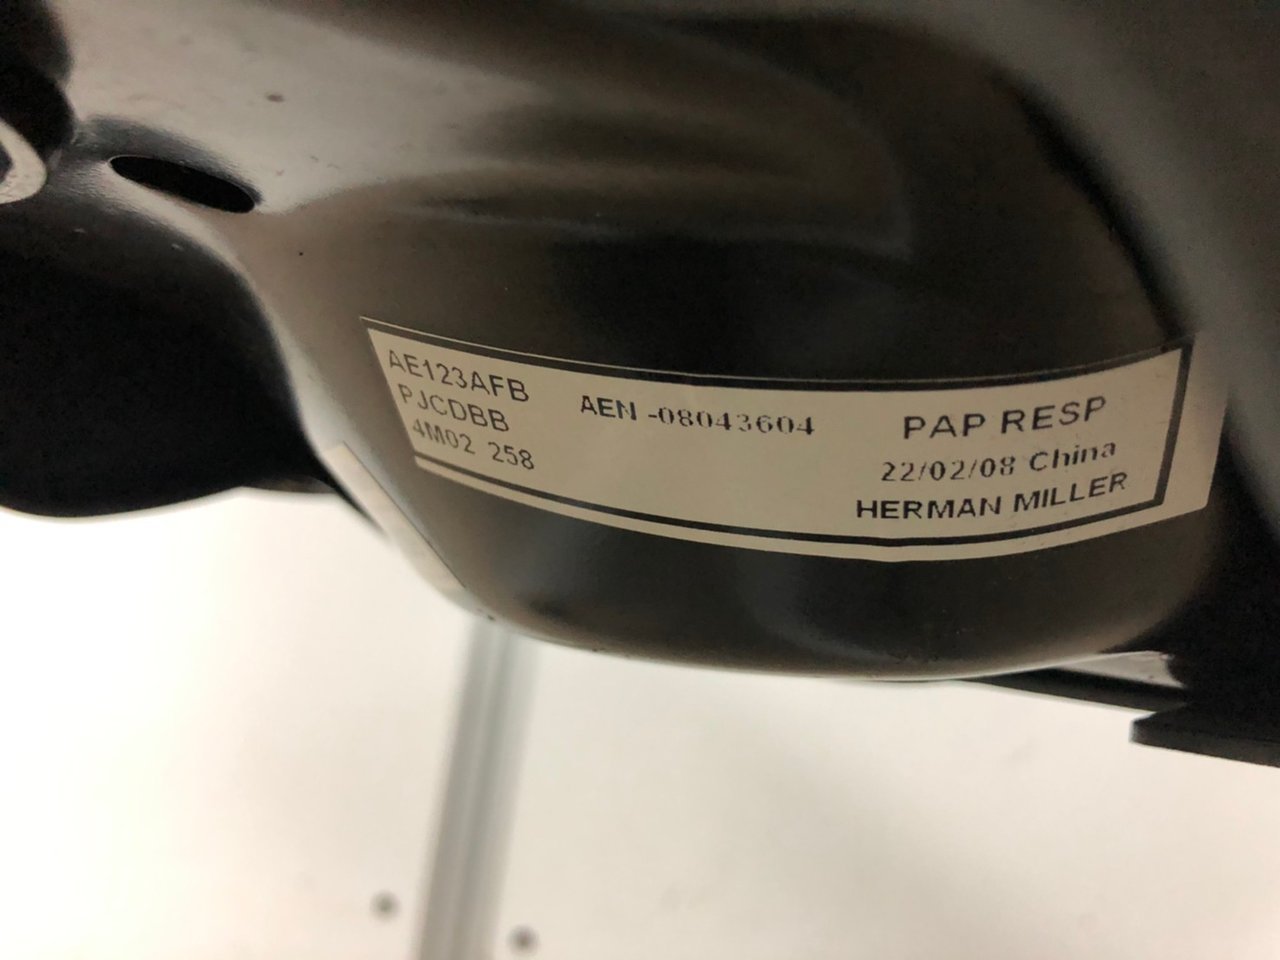 AE123AFB
PJCDBB
4M02 258
AEN -08043604
PAP RESP
22/02/08 China
HERMAN MILLER